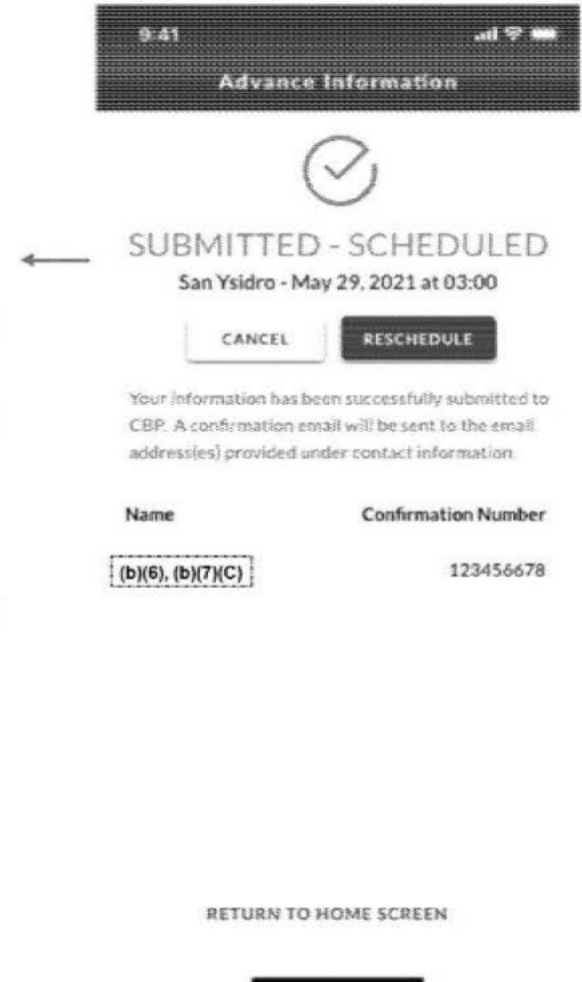 9:41
Advance Information
SUBMITTED - SCHEDULED
San Ysidro - May 29, 2021 at 03:00
CANCEL RESCHEDULE
Your information has been successfully submitted to
CBP. A confirmation email will be sent to the email
address(es) provided under contact information.
Name Confirmation Number
(b)(6), (b)(7)(C) 123456678
RETURN TO HOME SCREEN